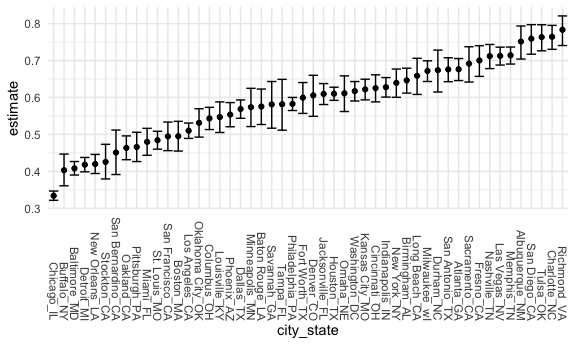 0.8
0.7
0.6
0.5
0.4
0.3
estimate
Chicago_IL
Buffalo_NY
Baltimore_MD
Detroit_MI
New Orleans_LA
Stockton_CA
San Bernardino_CA
Oakland_CA
Pittsburgh_PA
Miami_FL
St. Louis_MO
San Francisco_CA
Boston_MA
Los Angeles_CA
Oklahoma City_OK
Columbus_OH
Louisville_KY
Phoenix_AZ
Dallas_TX
Minneapolis_MN
Baton Rouge_LA
Savannah_GA
Tampa_FL
Philadelphia_PA
Fort Worth_TX
Denver_CO
Jacksonville_FL
Houston_TX
Omaha_NE
Washington_DC
Kansas City_MO
Cincinnati_OH
Indianapolis_IN
New York_NY
Birmingham_AL
Long Beach_CA
Milwaukee_wI
Durham_NC
San Antonio_TX
Atlanta_GA
Sacramento_CA
Fresno_CA
Nashville_TN
Las Vegas_NV
Memphis_TN
Albuquerque_NM
San Diego_CA
Tulsa_OK
Charlotte_NC
Richmond_VA
city_state